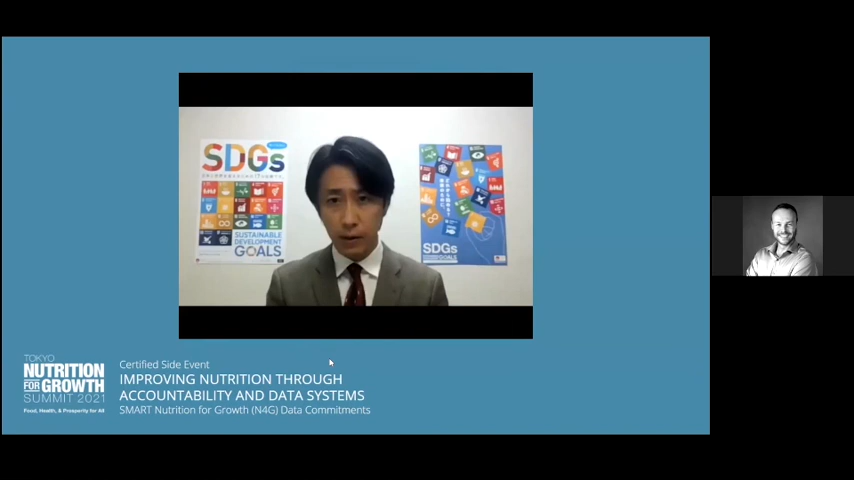 SDGs
SUSTAINABLE
DEVELOPMENT
GOALS
SDGs
GOALS
TOKYO
NUTRITION
FOR GROWTH
SUMMIT 2021
Food, Health, & Prosperity for All
Certified Side Event
IMPROVING NUTRITION THROUGH
ACCOUNTABILITY AND DATA SYSTEMS
SMART Nutrition for Growth (N4G) Data Commitments